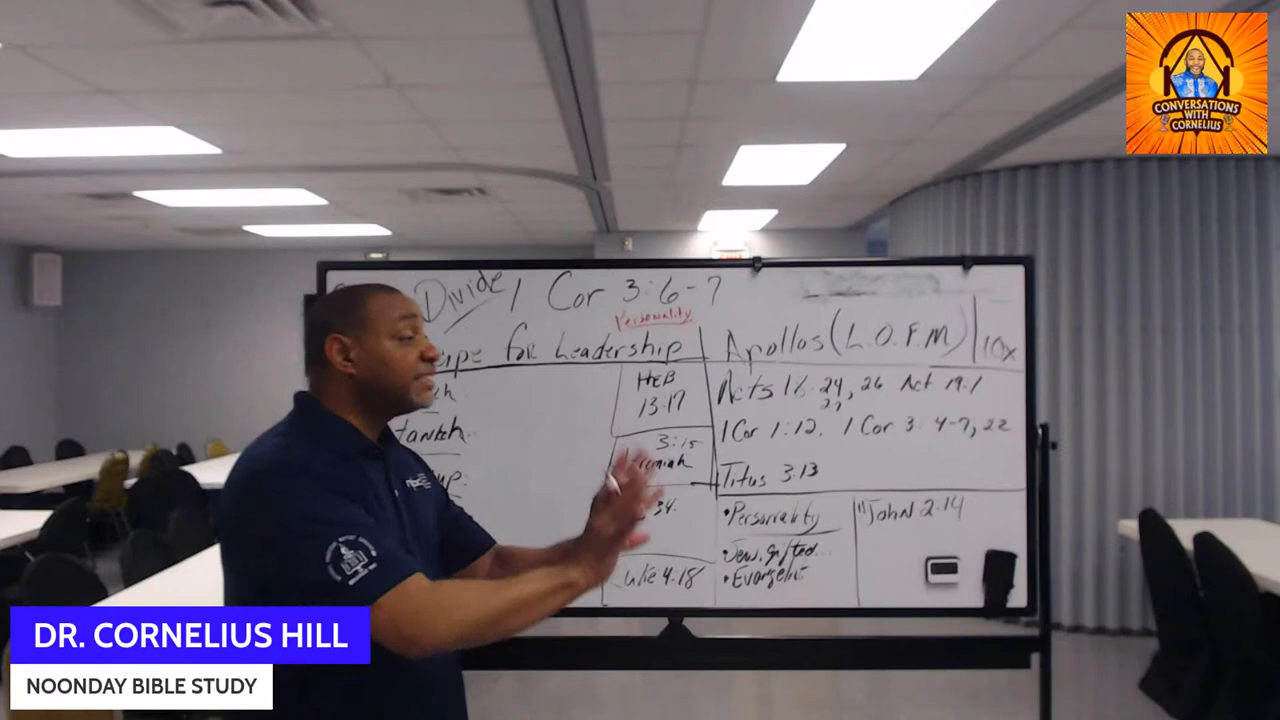 CONVERSATIONS
WITH
CORNELIUS
Divide 1 Cor 3:6-7
Personality
for Leadership
Apollos (L.O.F.M) 10x
HEB
13:17
3:15
34.
4:18
Acts 18:24, 26 Act 19:1
27
1 Cor 1:12. 1 Cor 3:4-7, 22
Titus 3:13
•Personality
•Jew. gifted..
•Evangelist
"John 2:14
DR. CORNELIUS HILL
NOONDAY BIBLE STUDY